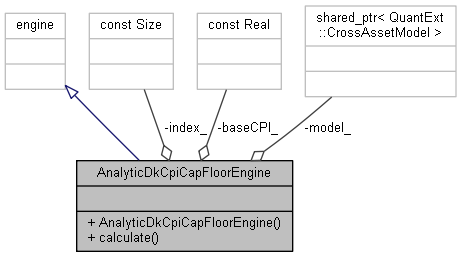 engine
const Size
const Real
shared_ptr< QuantExt
::CrossAssetModel >
-index_
-baseCPI_
-model_
AnalyticDkCpiCapFloorEngine
+ AnalyticDkCpiCapFloorEngine()
+ calculate()